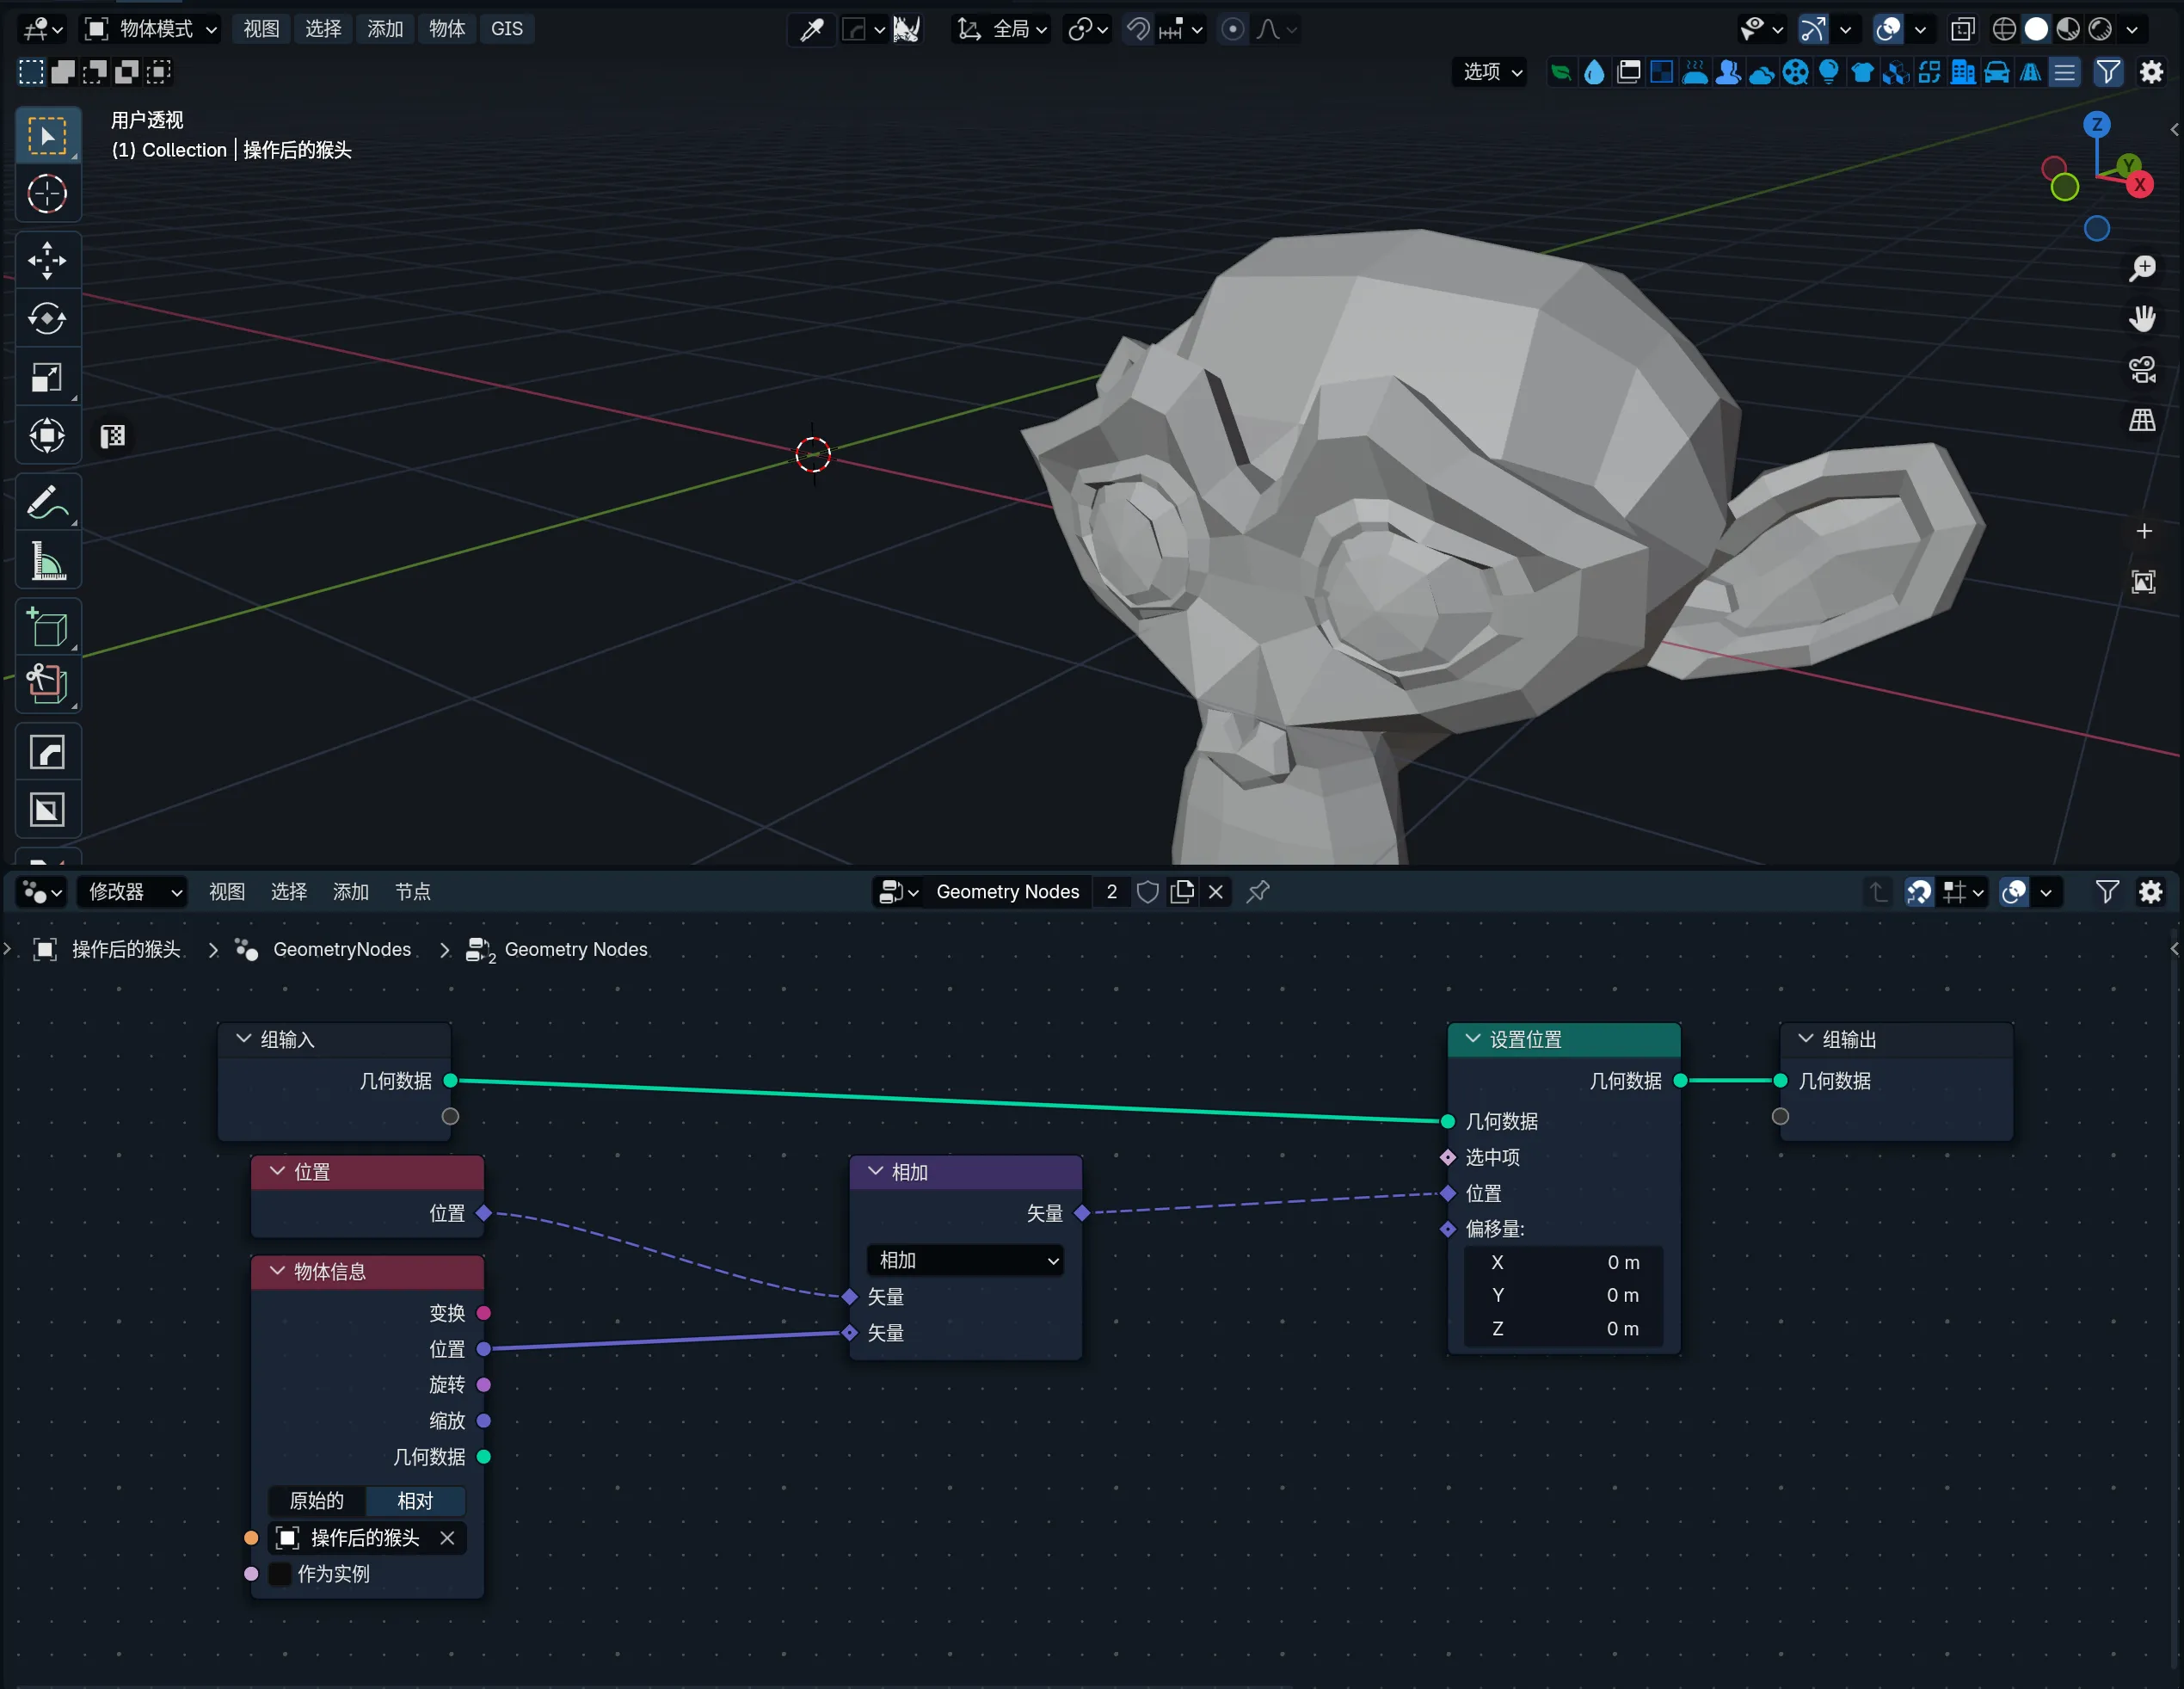 物体模式 视图 选择 添加 物体 GIS 全局
选项
用户透视
(1) Collection | 操作后的猴头
Z
Y
X
修改器 视图 选择 添加 节点 Geometry Nodes 2
操作后的猴头 GeometryNodes 2 Geometry Nodes
组输入
几何数据
位置
位置
物体信息
变换
位置
旋转
缩放
几何数据
原始的 相对
操作后的猴头
作为实例
相加
矢量
相加
矢量
矢量
设置位置
几何数据
几何数据
选中项
位置
偏移量:
X 0 m
Y 0 m
Z 0 m
组输出
几何数据